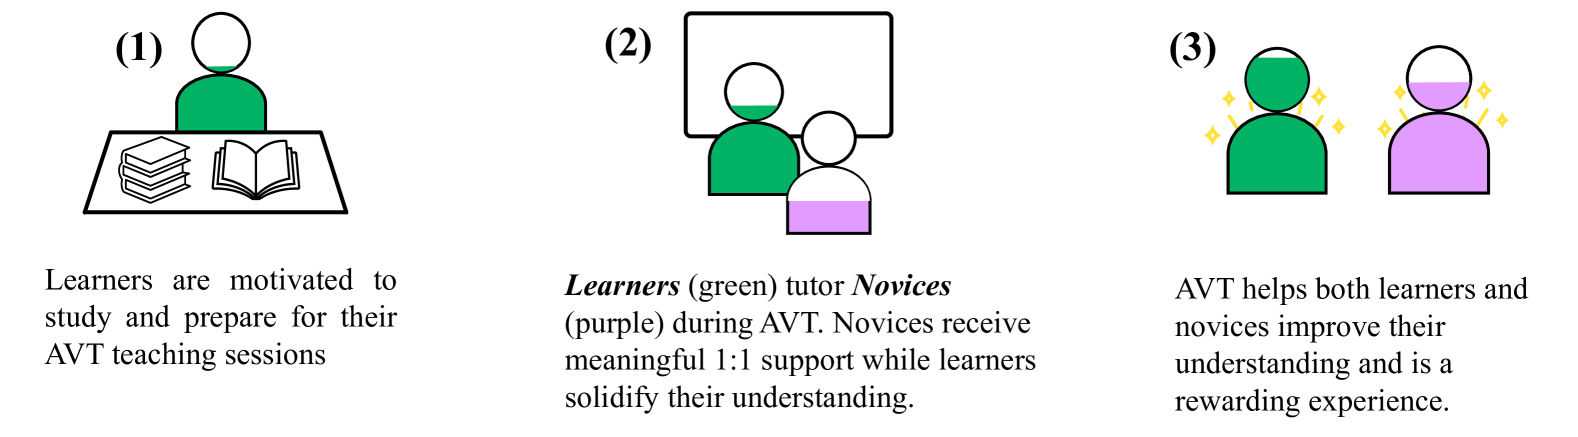 (1)
Learners are motivated to
study and prepare for their
AVT teaching sessions
(2)
Learners (green) tutor Novices
(purple) during AVT. Novices receive
meaningful 1:1 support while learners
solidify their understanding.
(3)
AVT helps both learners and
novices improve their
understanding and is a
rewarding experience.